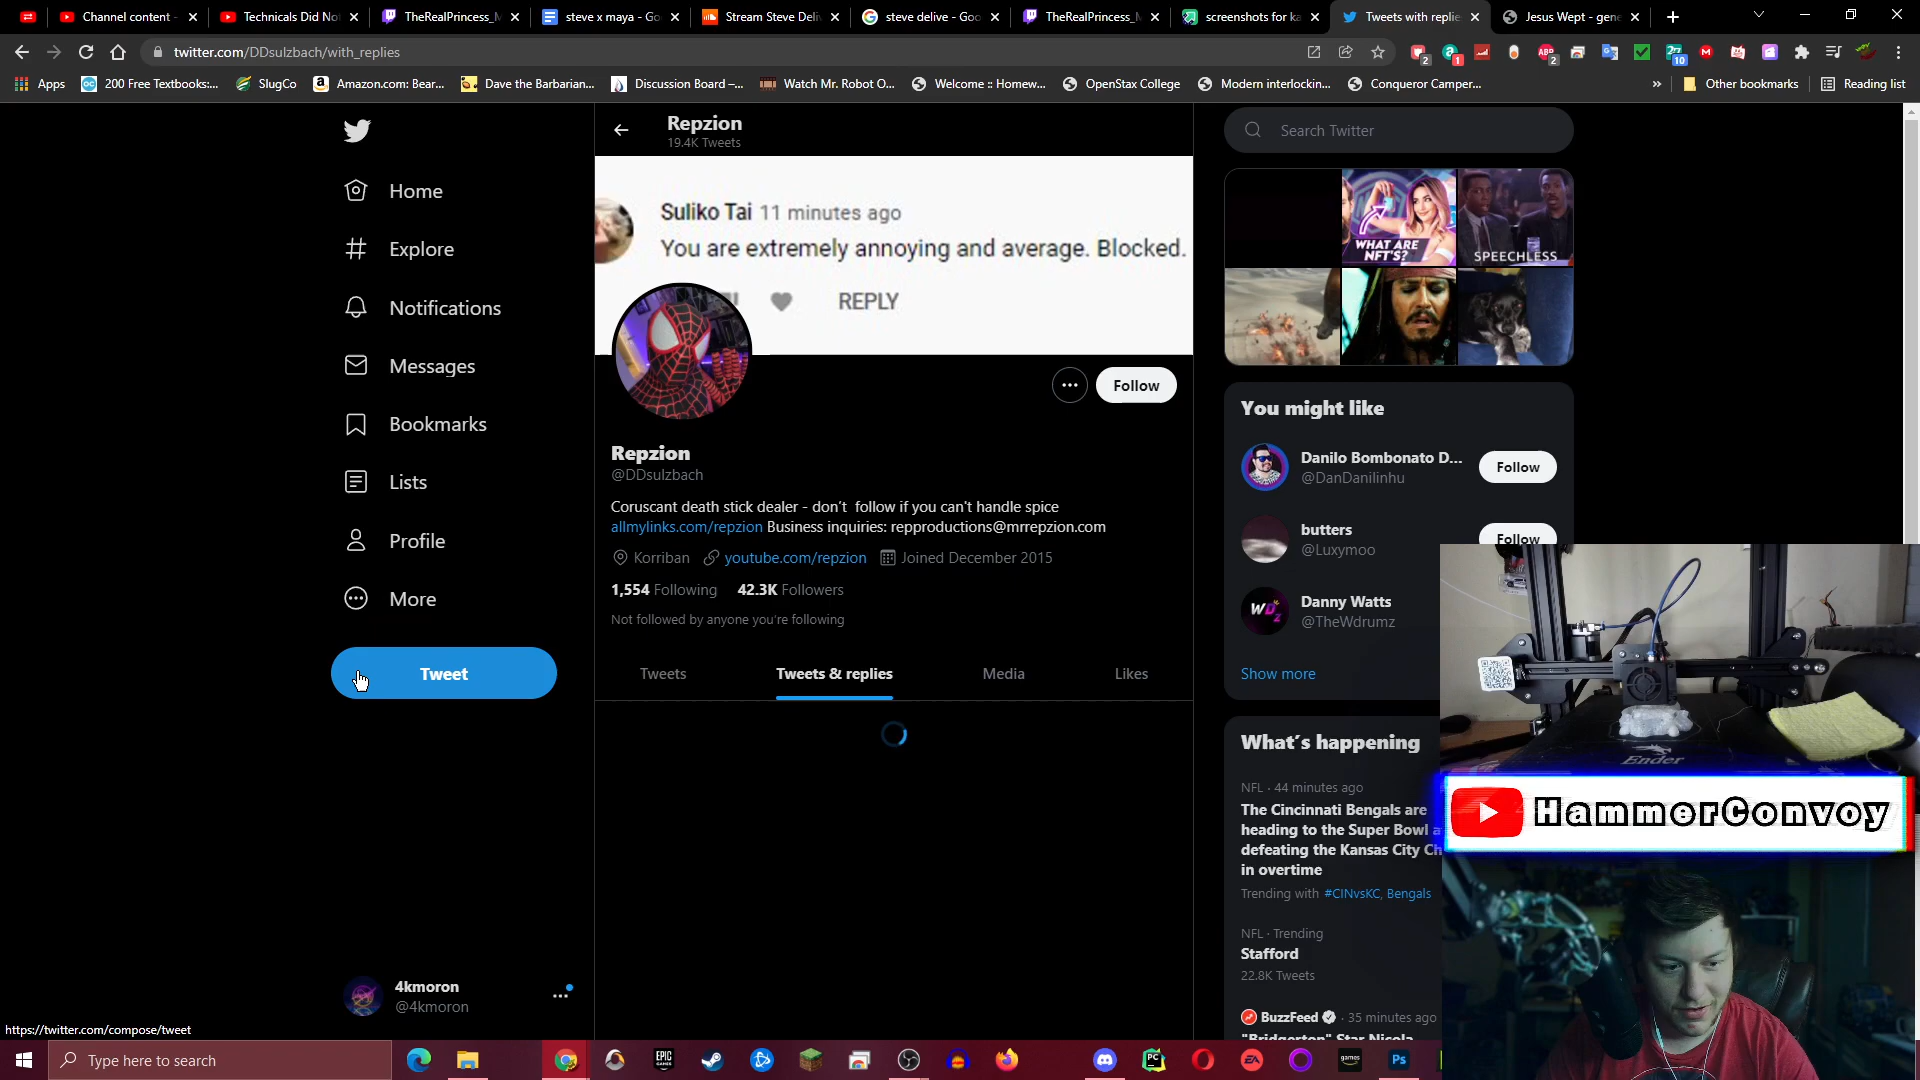 Channel content -
Technicals Did No
TheRealPrincess_M
steve x maya - Go
Stream Steve Deliv
steve delive - Goo
TheRealPrincess_M
screenshots for ka
Tweets with replie
Jesus Wept - gene
twitter.com/DDsulzbach/with_replies
Apps
200 Free Textbooks:...
SlugCo
Amazon.com: Bear...
Dave the Barbarian...
Discussion Board –...
Watch Mr. Robot O...
Welcome :: Homew...
OpenStax College
Modern interlockin...
Conqueror Camper...
»
Other bookmarks
Reading list
Home
Explore
Notifications
Messages
Bookmarks
Lists
Profile
More
Tweet
4kmoron
@4kmoron
https://twitter.com/compose/tweet
Repzion
19.4K Tweets
Suliko Tai 11 minutes ago
You are extremely annoying and average. Blocked.
REPLY
Follow
Repzion
@DDsulzbach
Coruscant death stick dealer - don't follow if you can't handle spice
allmylinks.com/repzion Business inquiries: repproductions@mrrepzion.com
Korriban youtube.com/repzion Joined December 2015
1,554 Following 42.3K Followers
Not followed by anyone you're following
Tweets
Tweets & replies
Media
Likes
Search Twitter
WHAT ARE
NFT'S?
SPEECHLESS
You might like
Danilo Bombonato D...
@DanDanilinhu
Follow
butters
@Luxymoo
Follow
Danny Watts
@TheWdrumz
Show more
What's happening
NFL · 44 minutes ago
The Cincinnati Bengals are
heading to the Super Bowl a
defeating the Kansas City Ch
in overtime
Trending with #CINvsKC, Bengals
NFL · Trending
Stafford
22.8K Tweets
BuzzFeed · 35 minutes ago
"Bridgerton" Star Nicola
Ender
HammerConvoy
Type here to search